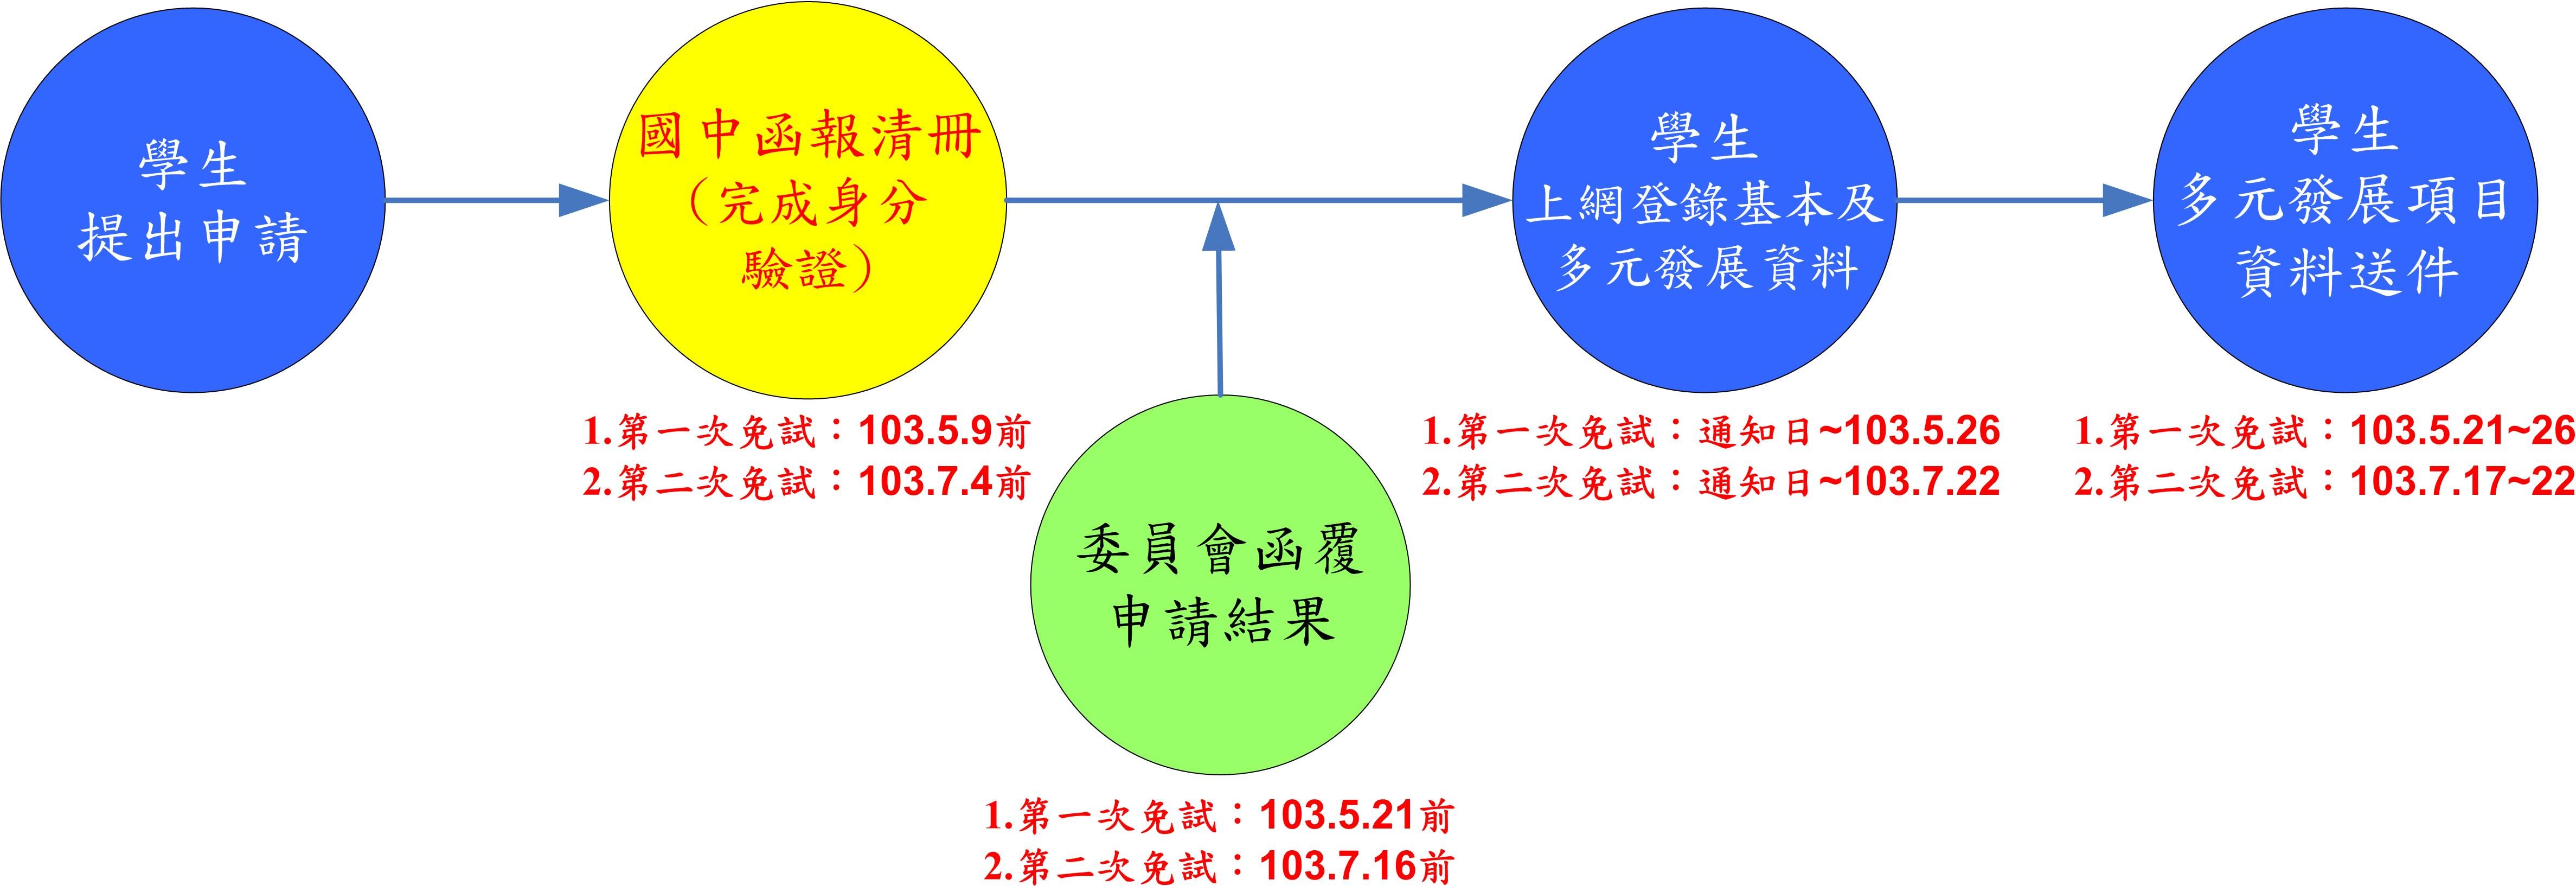 學生
提出申請
國中函報清冊
（完成身分
驗證）
1.第一次免試：103.5.9前
2.第二次免試：103.7.4前
委員會函覆
申請結果
1.第一次免試：103.5.21前
2.第二次免試：103.7.16前
學生
上網登錄基本及
多元發展資料
1.第一次免試：通知日~103.5.26
2.第二次免試：通知日~103.7.22
學生
多元發展項目
資料送件
1.第一次免試：103.5.21~26
2.第二次免試：103.7.17~22